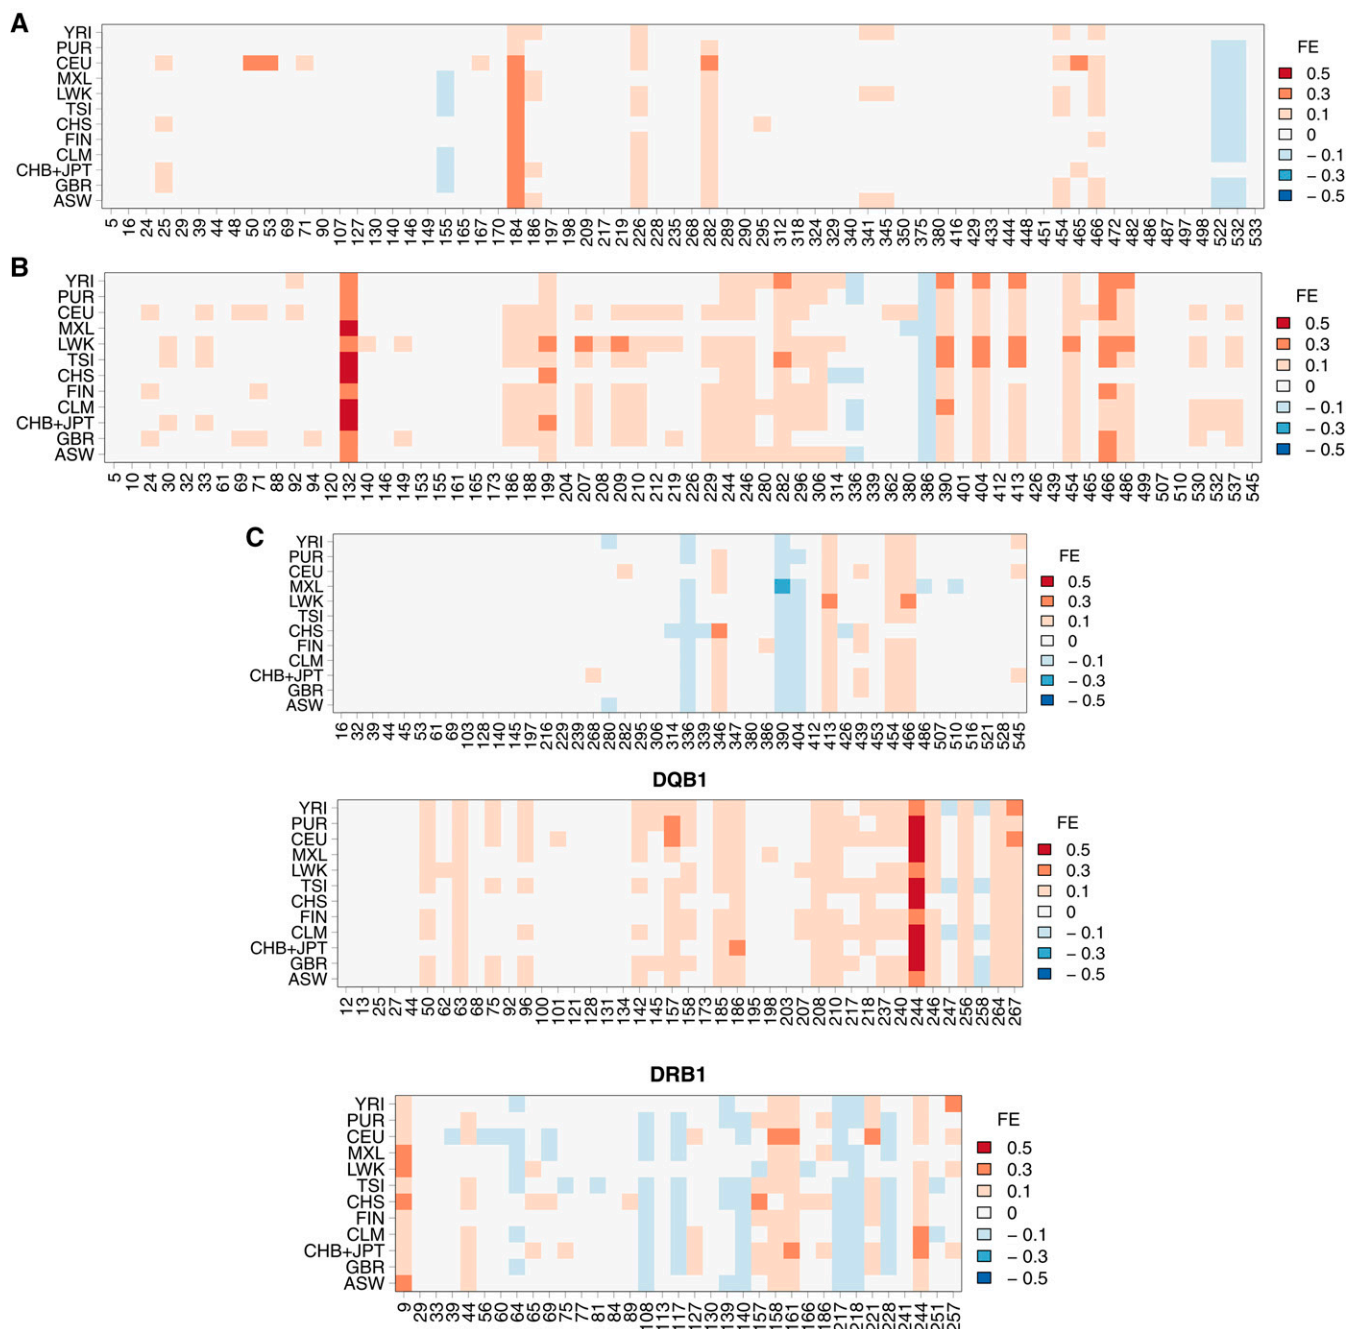 A
YRI
PUR
CEU
MXL
LWK
TSI
CHS
FIN
CLM
CHB+JPT
GBR
ASW
5 16 24 25 29 39 44 48 50 53 69 71 90 107 127 130 140 146 149 155 165 167 170 184 186 197 198 209 217 219 226 228 235 268 282 289 290 295 312 318 324 329 340 341 345 350 375 380 416 429 433 444 448 451 454 465 466 472 482 486 487 497 498 522 532 533
FE
0.5
0.3
0.1
0
− 0.1
− 0.3
− 0.5
B
YRI
PUR
CEU
MXL
LWK
TSI
CHS
FIN
CLM
CHB+JPT
GBR
ASW
5 10 24 30 32 33 61 69 71 88 92 94 120 132 140 146 149 153 155 161 165 173 186 188 199 204 207 208 209 210 212 219 226 229 244 246 280 282 296 306 314 336 339 362 380 386 390 401 404 412 413 426 439 454 465 466 486 499 507 510 530 532 537 545
FE
0.5
0.3
0.1
0
− 0.1
− 0.3
− 0.5
C
YRI
PUR
CEU
MXL
LWK
TSI
CHS
FIN
CLM
CHB+JPT
GBR
ASW
16 32 39 44 45 53 61 69 103 128 140 145 197 216 229 239 268 280 282 295 306 314 336 339 346 347 380 386 390 404 412 413 426 439 453 454 466 486 507 510 516 521 528 545
FE
0.5
0.3
0.1
0
− 0.1
− 0.3
− 0.5
DQB1
YRI
PUR
CEU
MXL
LWK
TSI
CHS
FIN
CLM
CHB+JPT
GBR
ASW
12 13 25 27 44 50 62 63 68 75 92 96 100 101 121 128 131 134 142 145 157 158 173 185 186 195 198 203 207 208 210 217 218 237 240 244 246 247 256 258 264 267
FE
0.5
0.3
0.1
0
− 0.1
− 0.3
− 0.5
DRB1
YRI
PUR
CEU
MXL
LWK
TSI
CHS
FIN
CLM
CHB+JPT
GBR
ASW
9 29 33 39 44 56 60 64 65 69 75 77 81 84 89 108 113 117 127 130 139 140 157 158 161 166 186 217 218 221 228 241 244 251 257
FE
0.5
0.3
0.1
0
− 0.1
− 0.3
− 0.5